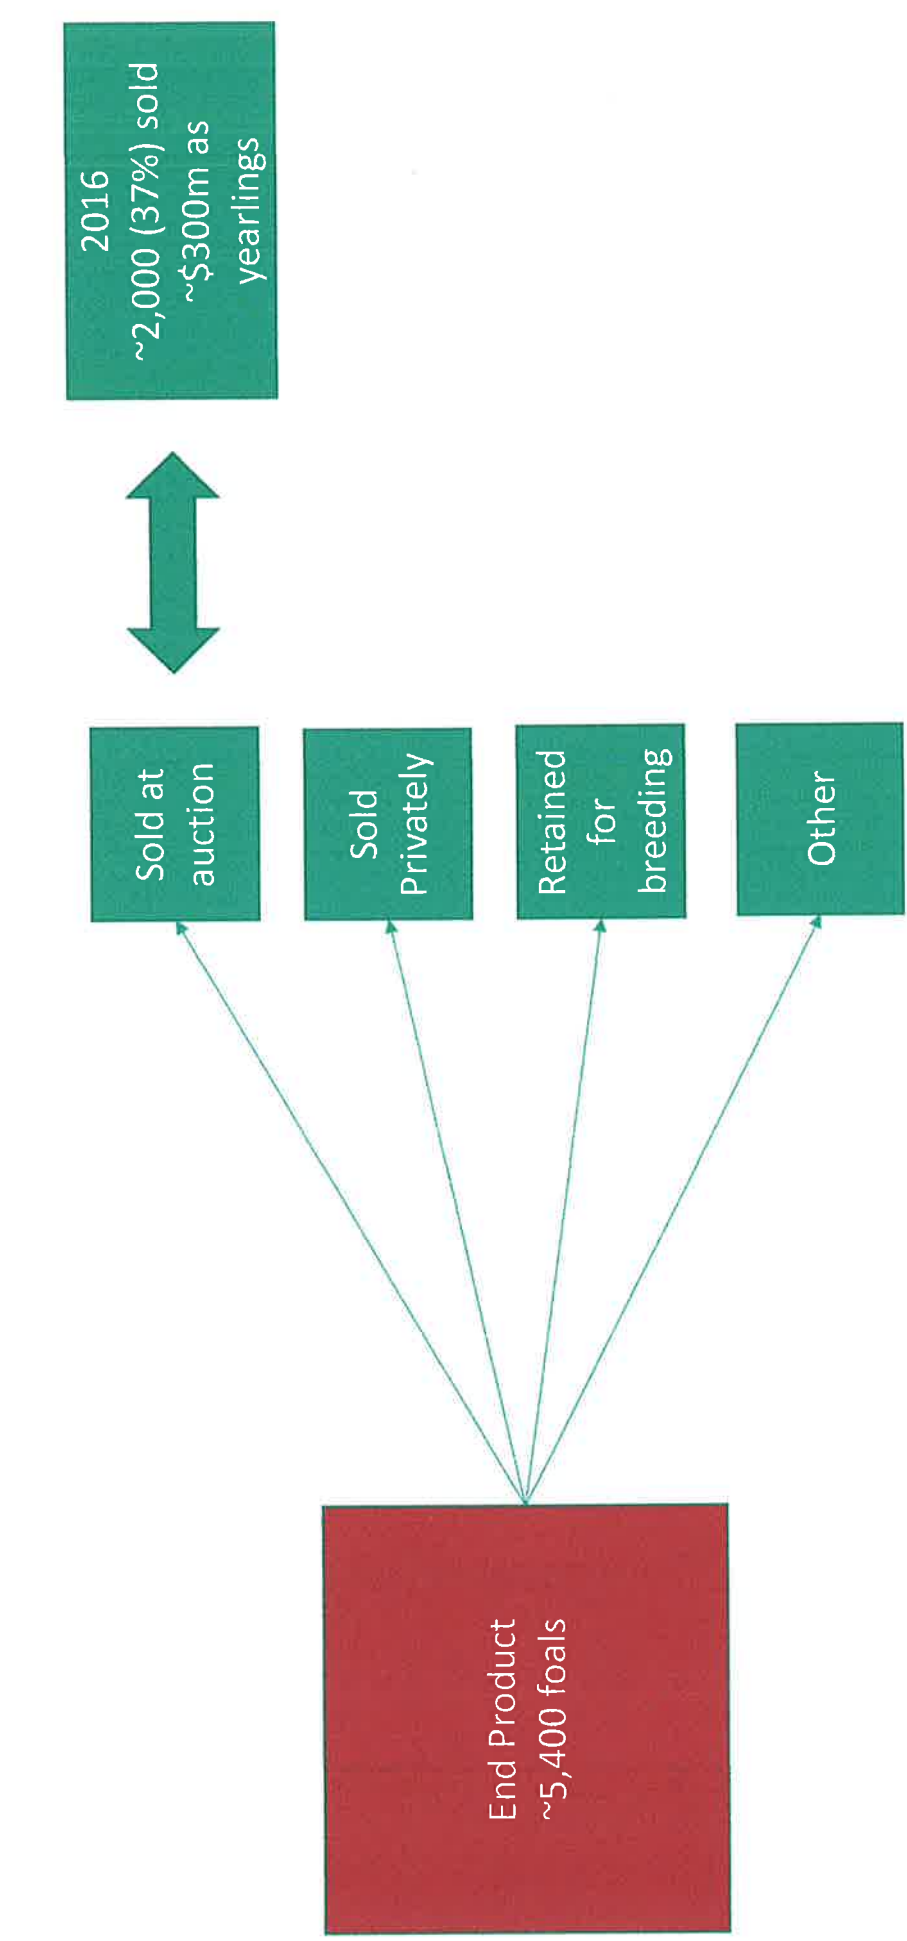 End Product
~5,400 foals
Sold at
auction
Sold
Privately
Retained
for
breeding
Other
2016
~2,000 (37%) sold
~$300m as
yearlings